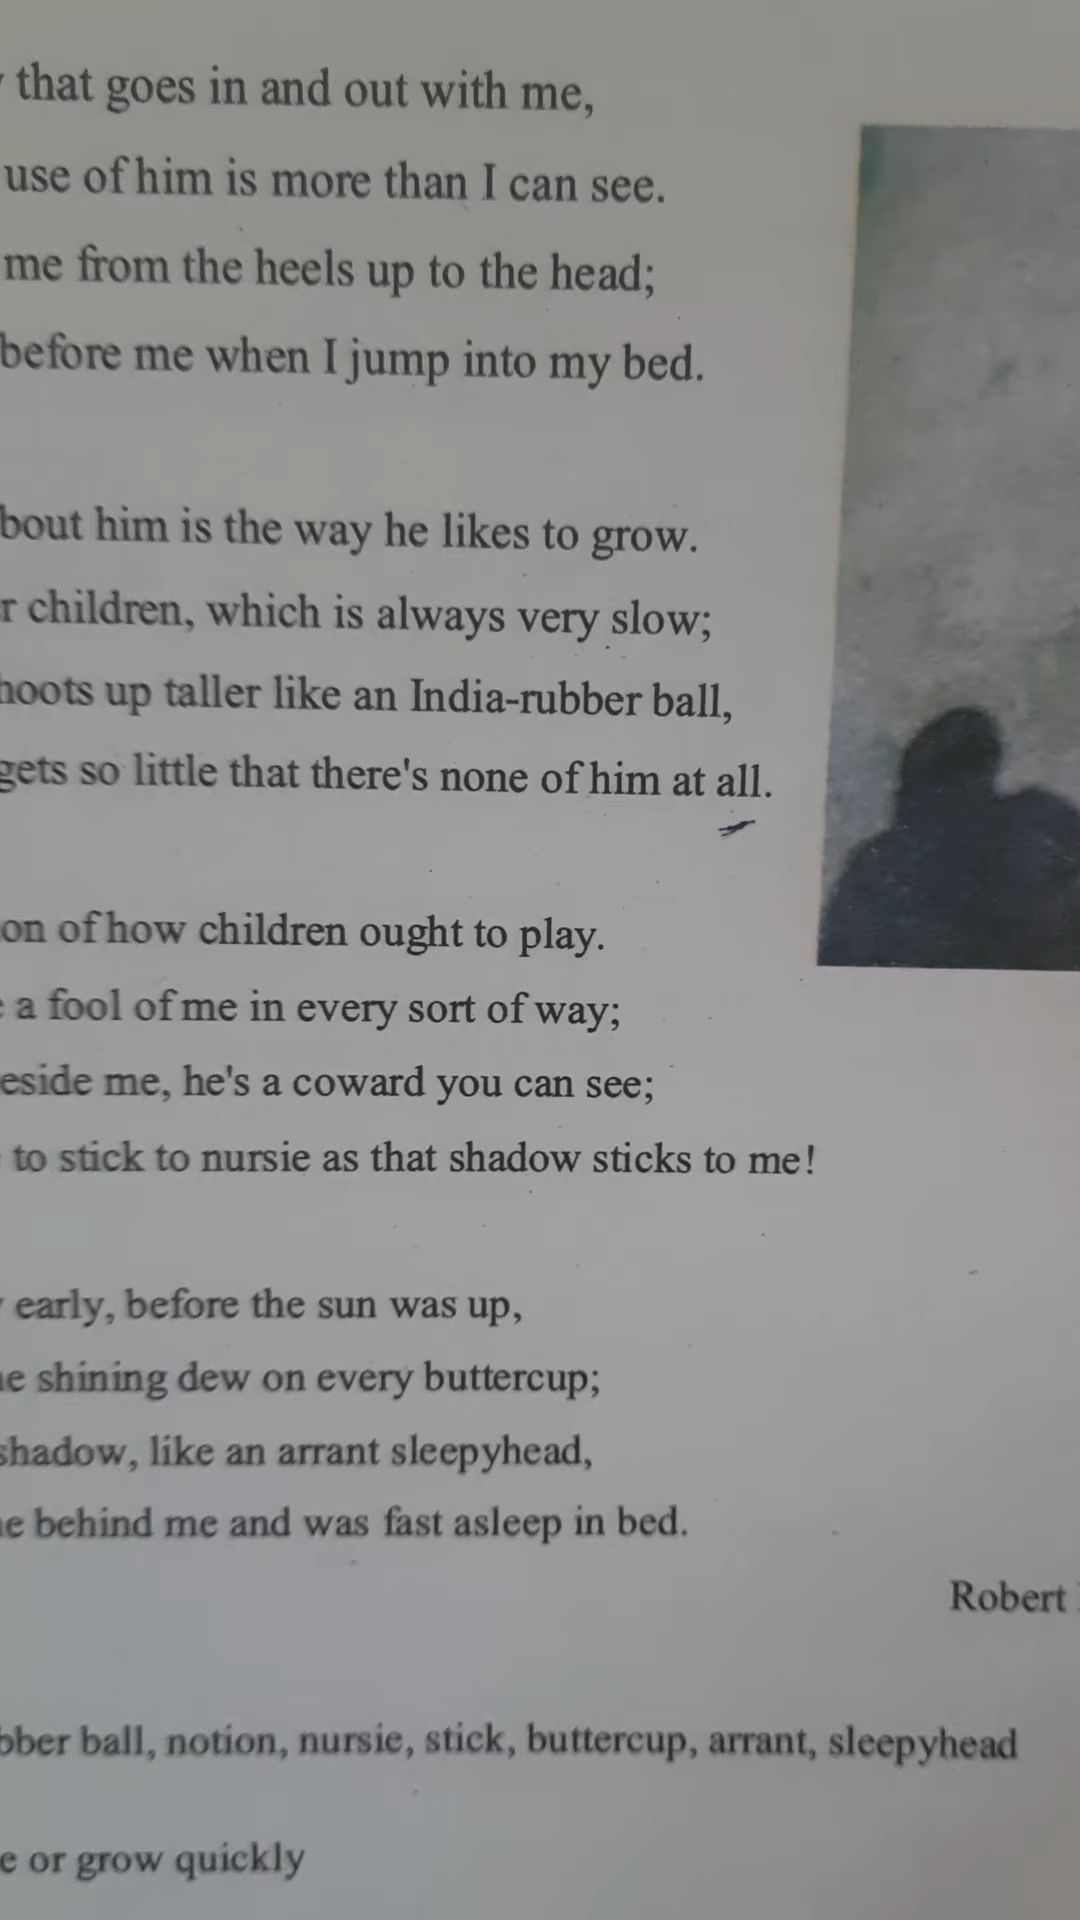 that goes in and out with me,
use of him is more than I can see.
me from the heels up to the head;
before me when I jump into my bed.
bout him is the way he likes to grow.
r children, which is always very slow;
hoots up taller like an India-rubber ball,
gets so little that there's none of him at all.
on of how children ought to play.
a fool of me in every sort of way;
eside me, he's a coward you can see;
to stick to nursie as that shadow sticks to me!
early, before the sun was up,
e shining dew on every buttercup;
shadow, like an arrant sleepyhead,
e behind me and was fast asleep in bed.
Robert
bber ball, notion, nursie, stick, buttercup, arrant, sleepyhead
e or grow quickly